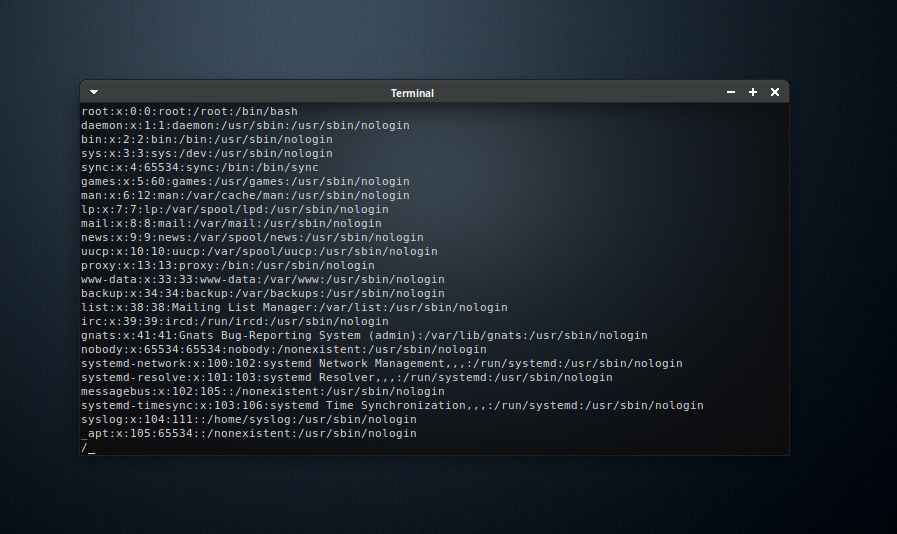 Terminal
root:x:0:0:root:/root:/bin/bash
daemon:x:1:1:daemon:/usr/sbin:/usr/sbin/nologin
bin:x:2:2:bin:/bin:/usr/sbin/nologin
sys:x:3:3:sys:/dev:/usr/sbin/nologin
sync:x:4:65534:sync:/bin:/bin/sync
games:x:5:60:games:/usr/games:/usr/sbin/nologin
man:x:6:12:man:/var/cache/man:/usr/sbin/nologin
lp:x:7:7:lp:/var/spool/lpd:/usr/sbin/nologin
mail:x:8:8:mail:/var/mail:/usr/sbin/nologin
news:x:9:9:news:/var/spool/news:/usr/sbin/nologin
uucp:x:10:10:uucp:/var/spool/uucp:/usr/sbin/nologin
proxy:x:13:13:proxy:/bin:/usr/sbin/nologin
www-data:x:33:33:www-data:/var/www:/usr/sbin/nologin
backup:x:34:34:backup:/var/backups:/usr/sbin/nologin
list:x:38:38:Mailing List Manager:/var/list:/usr/sbin/nologin
irc:x:39:39:ircd:/run/ircd:/usr/sbin/nologin
gnats:x:41:41:Gnats Bug-Reporting System (admin):/var/lib/gnats:/usr/sbin/nologin
nobody:x:65534:65534:nobody:/nonexistent:/usr/sbin/nologin
systemd-network:x:100:102:systemd Network Management,,,:/run/systemd:/usr/sbin/nologin
systemd-resolve:x:101:103:systemd Resolver,,,:/run/systemd:/usr/sbin/nologin
messagebus:x:102:105::/nonexistent:/usr/sbin/nologin
systemd-timesync:x:103:106:systemd Time Synchronization,,,:/run/systemd:/usr/sbin/nologin
syslog:x:104:111::/home/syslog:/usr/sbin/nologin
_apt:x:105:65534::/nonexistent:/usr/sbin/nologin
/